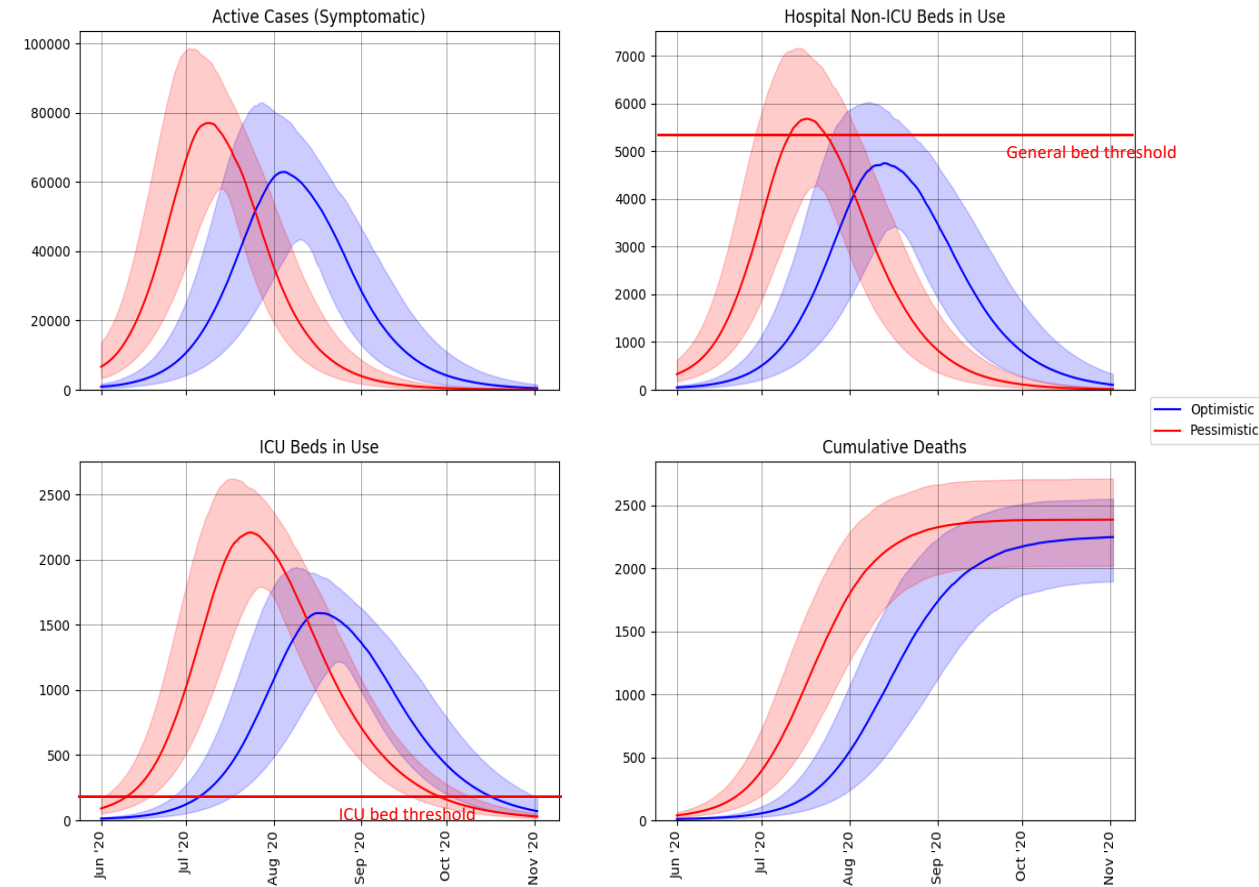 Active Cases (Symptomatic)
100000
80000
60000
40000
20000
0
Hospital Non-ICU Beds in Use
7000
6000
5000
4000
3000
2000
1000
0
General bed threshold
Optimistic
Pessimistic
ICU Beds in Use
2500
2000
1500
1000
500
0
ICU bed threshold
Jun '20
Jul '20
Aug '20
Sep '20
Oct '20
Nov '20
Cumulative Deaths
2500
2000
1500
1000
500
0
Jun '20
Jul '20
Aug '20
Sep '20
Oct '20
Nov '20